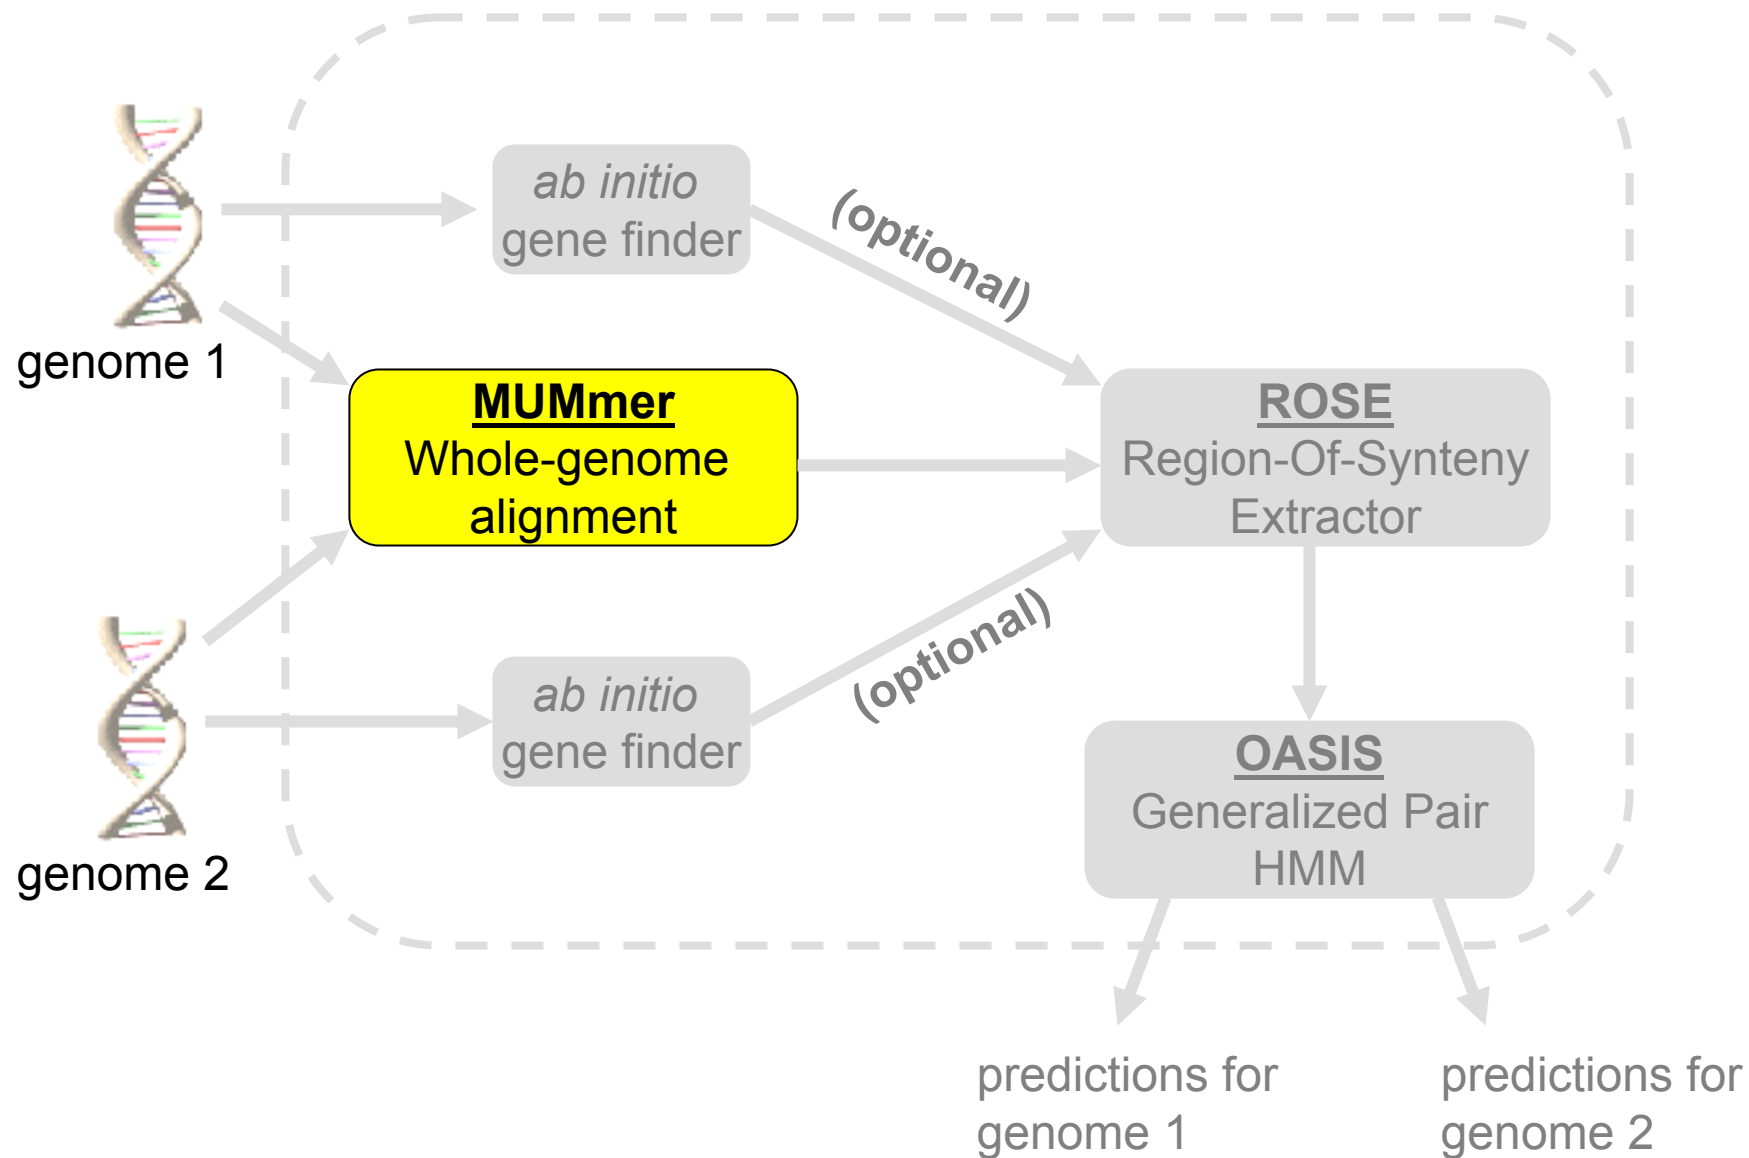 ab initio
gene finder
(optional)
genome 1
MUMmer
Whole-genome
alignment
ROSE
Region-Of-Synteny
Extractor
(optional)
ab initio
gene finder
genome 2
OASIS
Generalized Pair
HMM
predictions for
genome 1
predictions for
genome 2